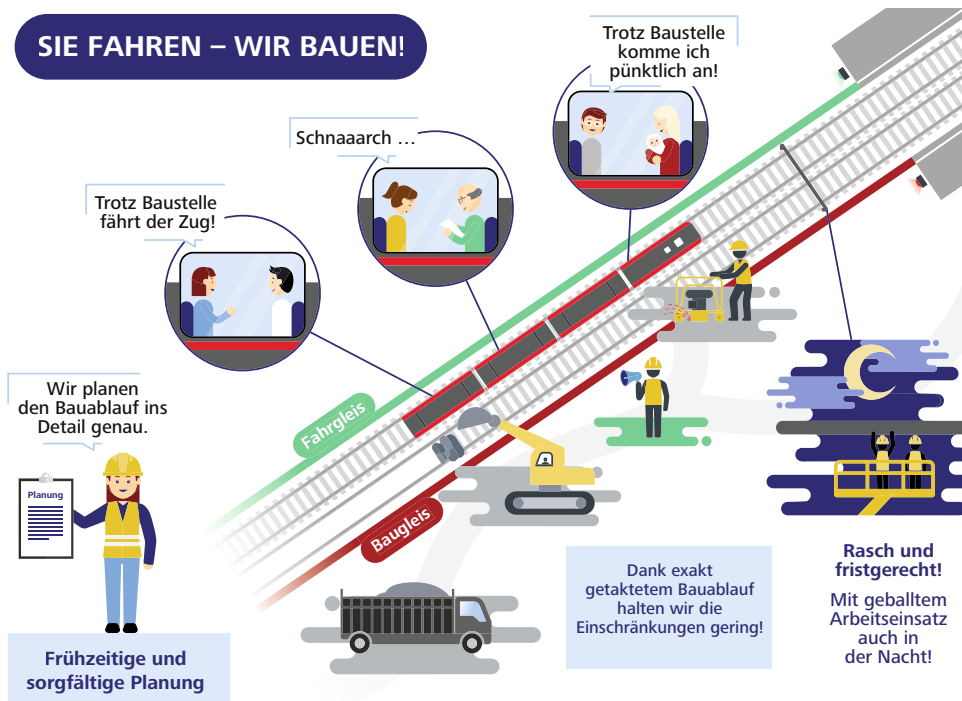 SIE FAHREN – WIR BAUEN!
Trotz Baustelle
komme ich
pünktlich an!
Schnaaarch ...
Trotz Baustelle
fährt der Zug!
Wir planen
den Bauablauf ins
Detail genau.
Planung
Fahrgleis
Baugleis
Frühzeitige und
sorgfältige Planung
Dank exakt
getaktetem Bauablauf
halten wir die
Einschränkungen gering!
Rasch und
fristgerecht!
Mit geballtem
Arbeitseinsatz
auch in
der Nacht!